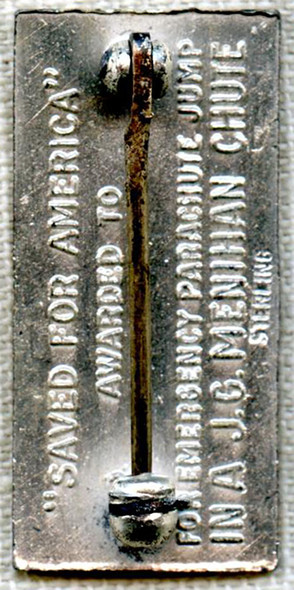 "SAVED FOR AMERICA"
AWARDED TO
FOR EMERGENCY PARACHUTE JUMP
IN A J.G. MENIHAN CHUTE
STERLING